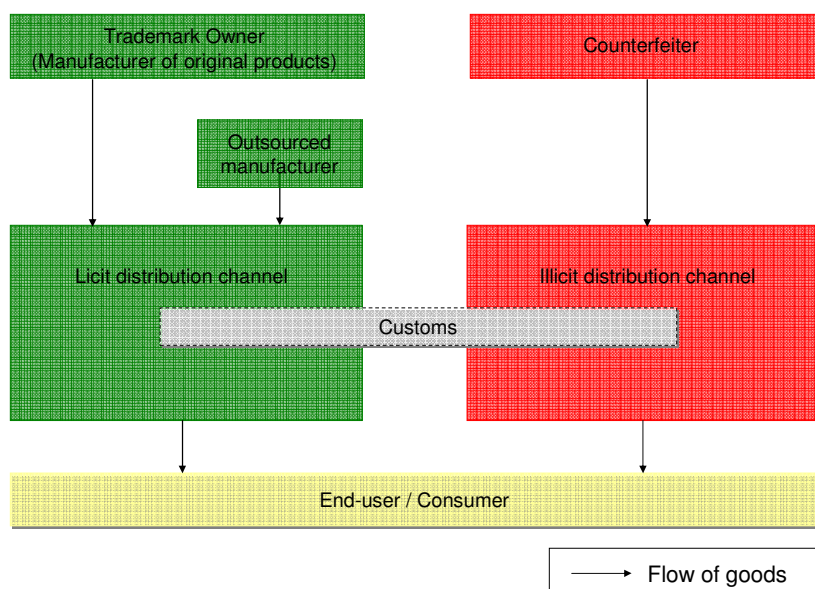 Trademark Owner
(Manufacturer of original products)
Counterfeiter
Outsourced
manufacturer
Licit distribution channel
Illicit distribution channel
Customs
End-user / Consumer
Flow of goods